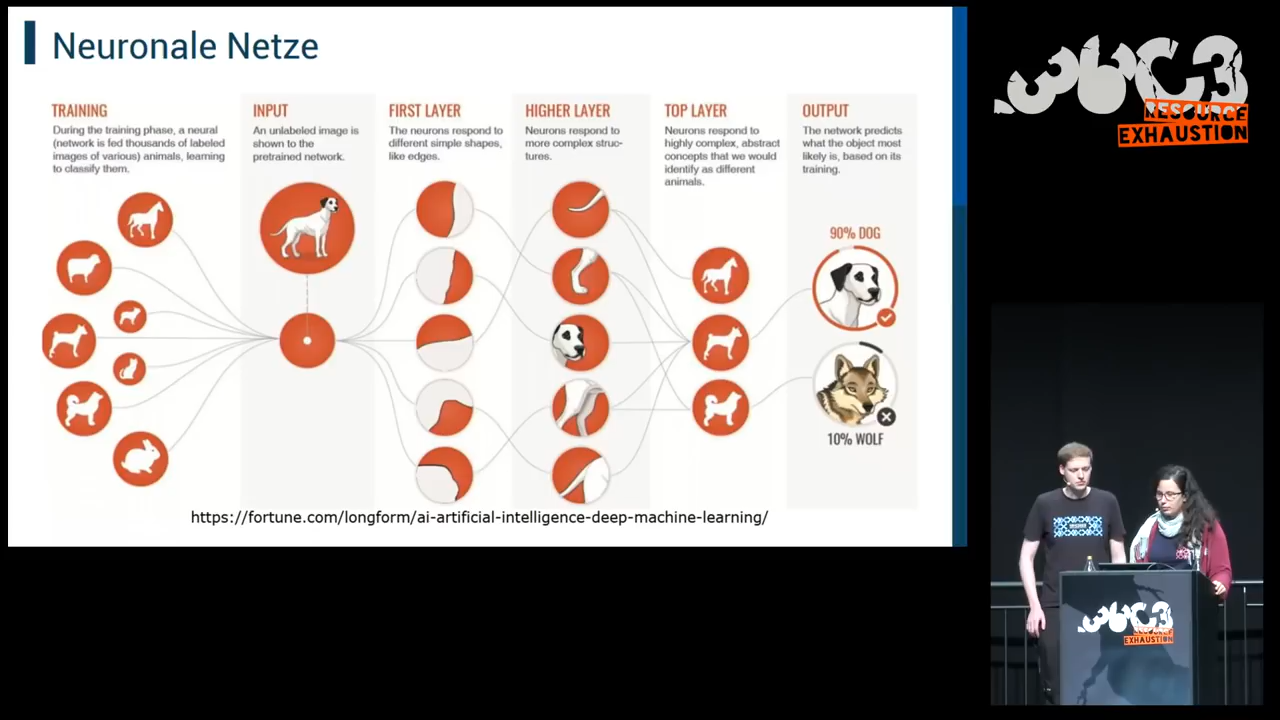 Neuronale Netze
TRAINING
During the training phase, a neural
(network is fed thousands of labeled
images of various) animals, learning
to classify them.
INPUT
An unlabeled image is
shown to the
pretrained network.
FIRST LAYER
The neurons respond to
different simple shapes,
like edges.
HIGHER LAYER
Neurons respond to
more complex struc-
tures.
TOP LAYER
Neurons respond to
highly complex, abstract
concepts that we would
identify as different
animals.
OUTPUT
The network predicts
what the object most
likely is, based on its
training.
90% DOG
10% WOLF
https://fortune.com/longform/ai-artificial-intelligence-deep-machine-learning/
36C3
RESOURCE
EXHAUSTION
36C3
RESOURCE
EXHAUSTION